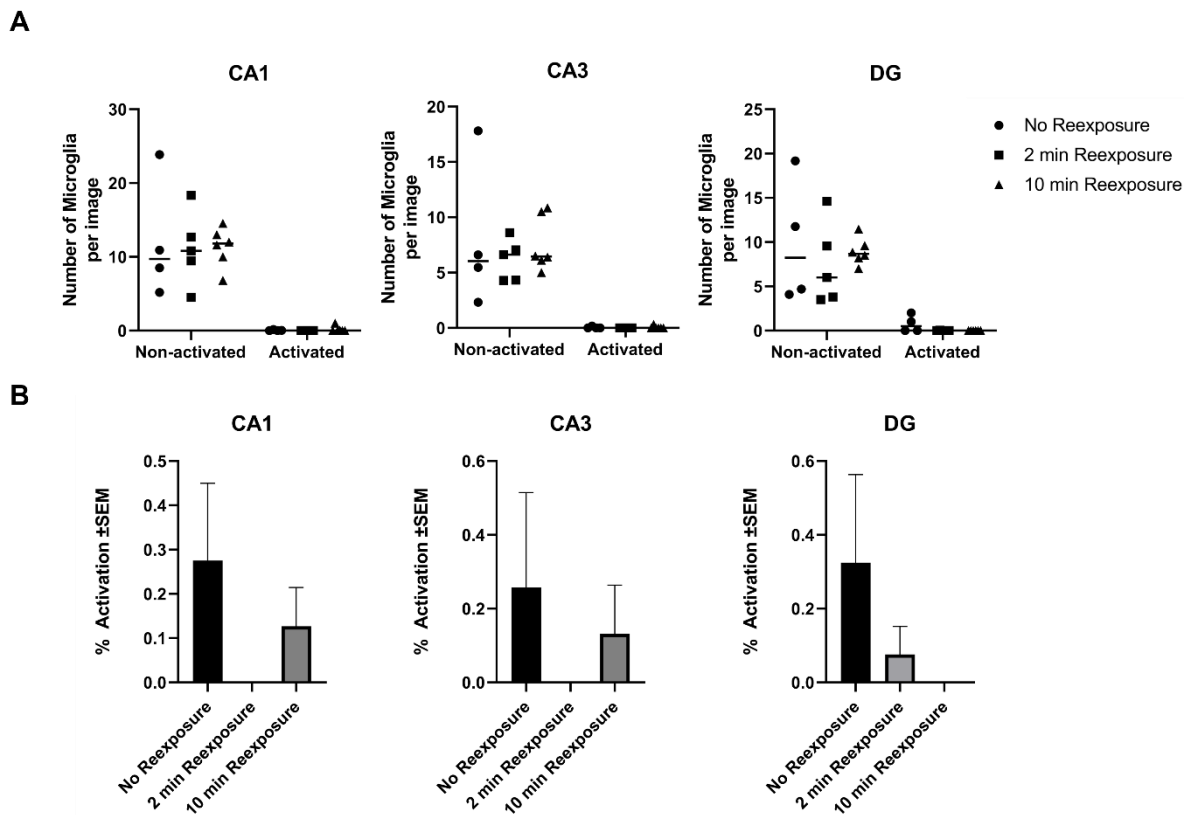 A
CA1
CA3
DG
Number of Microglia
per image
30
20
10
0
Non-activated
Activated
Number of Microglia
per image
20
15
10
5
0
Non-activated
Activated
Number of Microglia
per image
25
20
15
10
5
0
Non-activated
Activated
No Reexposure
2 min Reexposure
10 min Reexposure
B
CA1
CA3
DG
% Activation ±SEM
0.5
0.4
0.3
0.2
0.1
0.0
No Reexposure
2 min Reexposure
10 min Reexposure
% Activation ±SEM
0.6
0.4
0.2
0.0
No Reexposure
2 min Reexposure
10 min Reexposure
% Activation ±SEM
0.6
0.4
0.2
0.0
No Reexposure
2 min Reexposure
10 min Reexposure